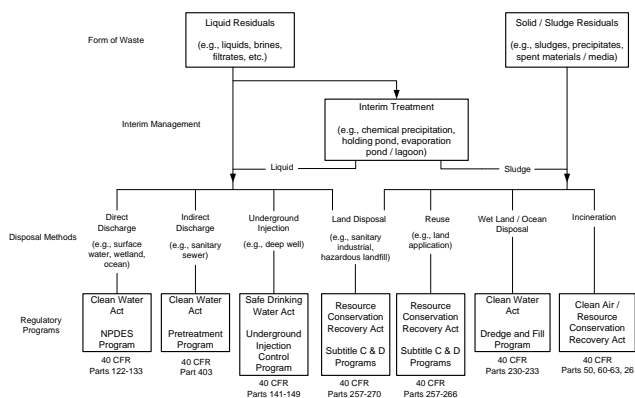 Form of Waste
Liquid Residuals
(e.g., liquids, brines,
filtrates, etc.)
Solid / Sludge Residuals
(e.g., sludges, precipitates,
spent materials / media)
Interim Management
Interim Treatment
(e.g., chemical precipitation,
holding pond, evaporation
pond / lagoon)
Liquid
Sludge
Disposal Methods
Direct
Discharge
(e.g., surface
water, wetland,
ocean)
Indirect
Discharge
(e.g., sanitary
sewer)
Underground
Injection
(e.g., deep well)
Land Disposal
(e.g., sanitary
industrial,
hazardous landfill)
Reuse
(e.g., land
application)
Wet Land / Ocean
Disposal
Incineration
Regulatory
Programs
Clean Water
Act
NPDES
Program
40 CFR
Parts 122-133
Clean Water
Act
Pretreatment
Program
40 CFR
Part 403
Safe Drinking
Water Act
Underground
Injection
Control
Program
40 CFR
Parts 141-149
Resource
Conservation
Recovery Act
Subtitle C & D
Programs
40 CFR
Parts 257-270
Resource
Conservation
Recovery Act
Subtitle C & D
Programs
40 CFR
Parts 257-266
Clean Water
Act
Dredge and Fill
Program
40 CFR
Parts 230-233
Clean Air /
Resource
Conservation
Recovery Act
40 CFR
Parts 50, 60-63, 26